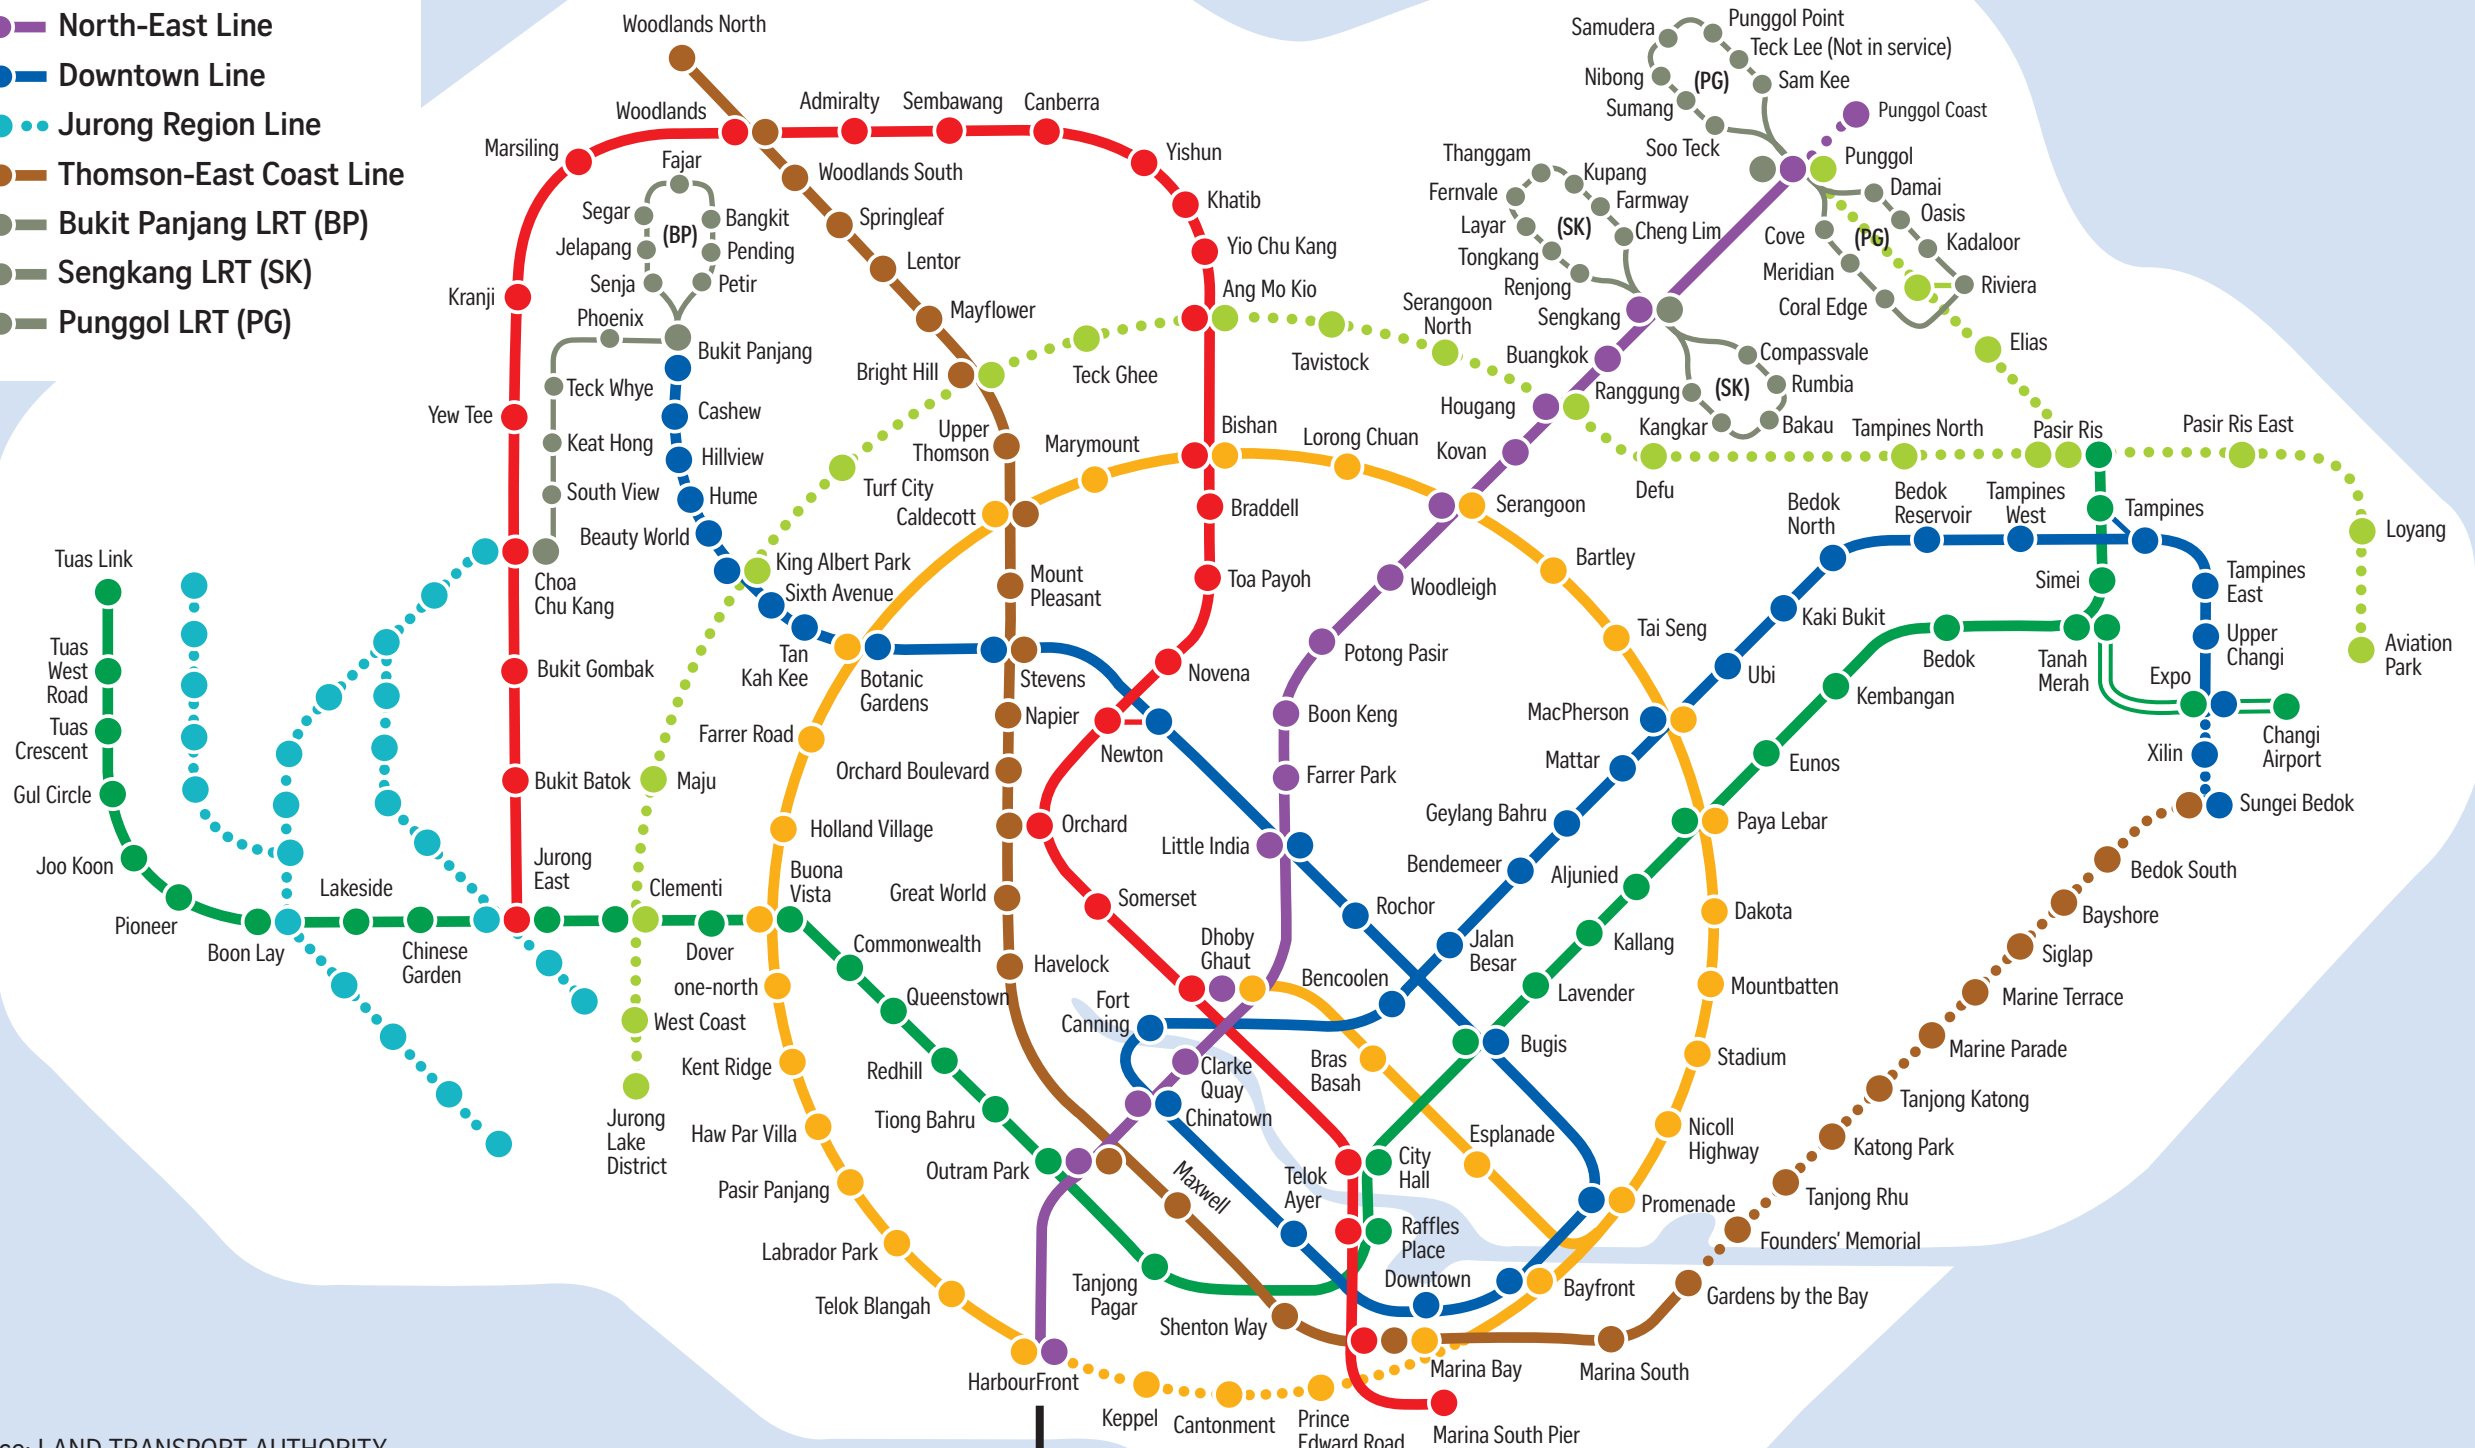 North-East Line
Downtown Line
Jurong Region Line
Thomson-East Coast Line
Bukit Panjang LRT (BP)
Sengkang LRT (SK)
Punggol LRT (PG)
Woodlands North
Woodlands
Admiralty
Sembawang
Canberra
Marsiling
Yishun
Woodlands South
Khatib
Springleaf
Yio Chu Kang
Lentor
Ang Mo Kio
Mayflower
Kranji
Fajar
Segar
Bangkit
(BP)
Jelapang
Pending
Senja
Petir
Phoenix
Bukit Panjang
Teck Whye
Cashew
Yew Tee
Keat Hong
Hillview
South View
Hume
Beauty World
Choa
Chu Kang
King Albert Park
Sixth Avenue
Tan
Kah Kee
Botanic
Gardens
Bright Hill
Teck Ghee
Tavistock
Serangoon
North
Upper
Thomson
Marymount
Bishan
Lorong Chuan
Turf City
Caldecott
Braddell
Serangoon
Mount
Pleasant
Toa Payoh
Bartley
Woodleigh
Tai Seng
Potong Pasir
Novena
Stevens
Napier
Newton
Boon Keng
Farrer Park
Little India
Samudera
Punggol Point
Teck Lee (Not in service)
Nibong
(PG)
Sam Kee
Sumang
Soo Teck
Punggol Coast
Punggol
Damai
Oasis
Cove
(PG)
Kadaloor
Meridian
Riviera
Coral Edge
Thanggam
Kupang
Fernvale
Farmway
Layar
(SK)
Cheng Lim
Tongkang
Renjong
Sengkang
Buangkok
Compassvale
Ranggung
(SK)
Rumbia
Kangkar
Bakau
Hougang
Kovan
Elias
Defu
Tampines North
Pasir Ris
Pasir Ris East
Loyang
Aviation
Park
Bedok
North
Bedok
Reservoir
Tampines
West
Tampines
Simei
Tampines
East
Kaki Bukit
Upper
Changi
Ubi
Bedok
Tanah
Merah
Expo
Changi
Airport
Kembangan
Xilin
Sungei Bedok
MacPherson
Mattar
Eunos
Geylang Bahru
Paya Lebar
Bendemeer
Aljunied
Dakota
Rochor
Jalan
Besar
Kallang
Bencoolen
Lavender
Mountbatten
Bugis
Stadium
Nicoll
Highway
Promenade
Tuas Link
Tuas
West
Road
Tuas
Crescent
Gul Circle
Joo Koon
Pioneer
Boon Lay
Lakeside
Chinese
Garden
Jurong
East
Bukit Gombak
Bukit Batok
Maju
Clementi
Dover
West Coast
Jurong
Lake
District
Farrer Road
Holland Village
Buona
Vista
Commonwealth
one-north
Queenstown
Kent Ridge
Redhill
Haw Par Villa
Tiong Bahru
Pasir Panjang
Outram Park
Labrador Park
Telok Blangah
HarbourFront
Orchard Boulevard
Orchard
Great World
Somerset
Havelock
Dhoby
Ghaut
Fort
Canning
Clarke
Quay
Chinatown
Bras
Basah
Esplanade
Maxwell
Telok
Ayer
City
Hall
Raffles
Place
Tanjong
Pagar
Downtown
Bayfront
Shenton Way
Marina Bay
Marina South
Keppel
Cantonment
Prince
Edward Road
Marina South Pier
Gardens by the Bay
Founders' Memorial
Tanjong Rhu
Katong Park
Tanjong Katong
Marine Parade
Marine Terrace
Siglap
Bayshore
Bedok South
LAND TRANSPORT AUTHORITY